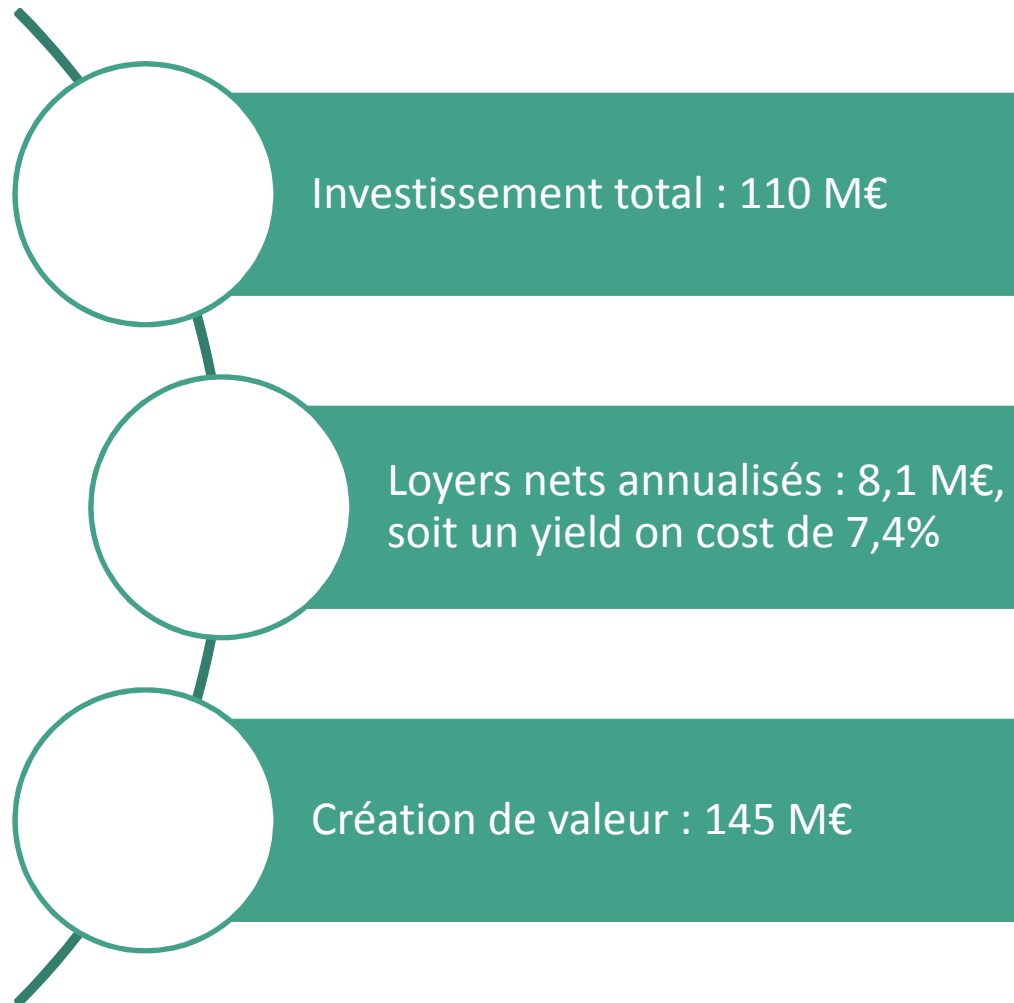 Investissement total : 110 M€
Loyers nets annualisés : 8,1 M€,
soit un yield on cost de 7,4%
Création de valeur : 145 M€